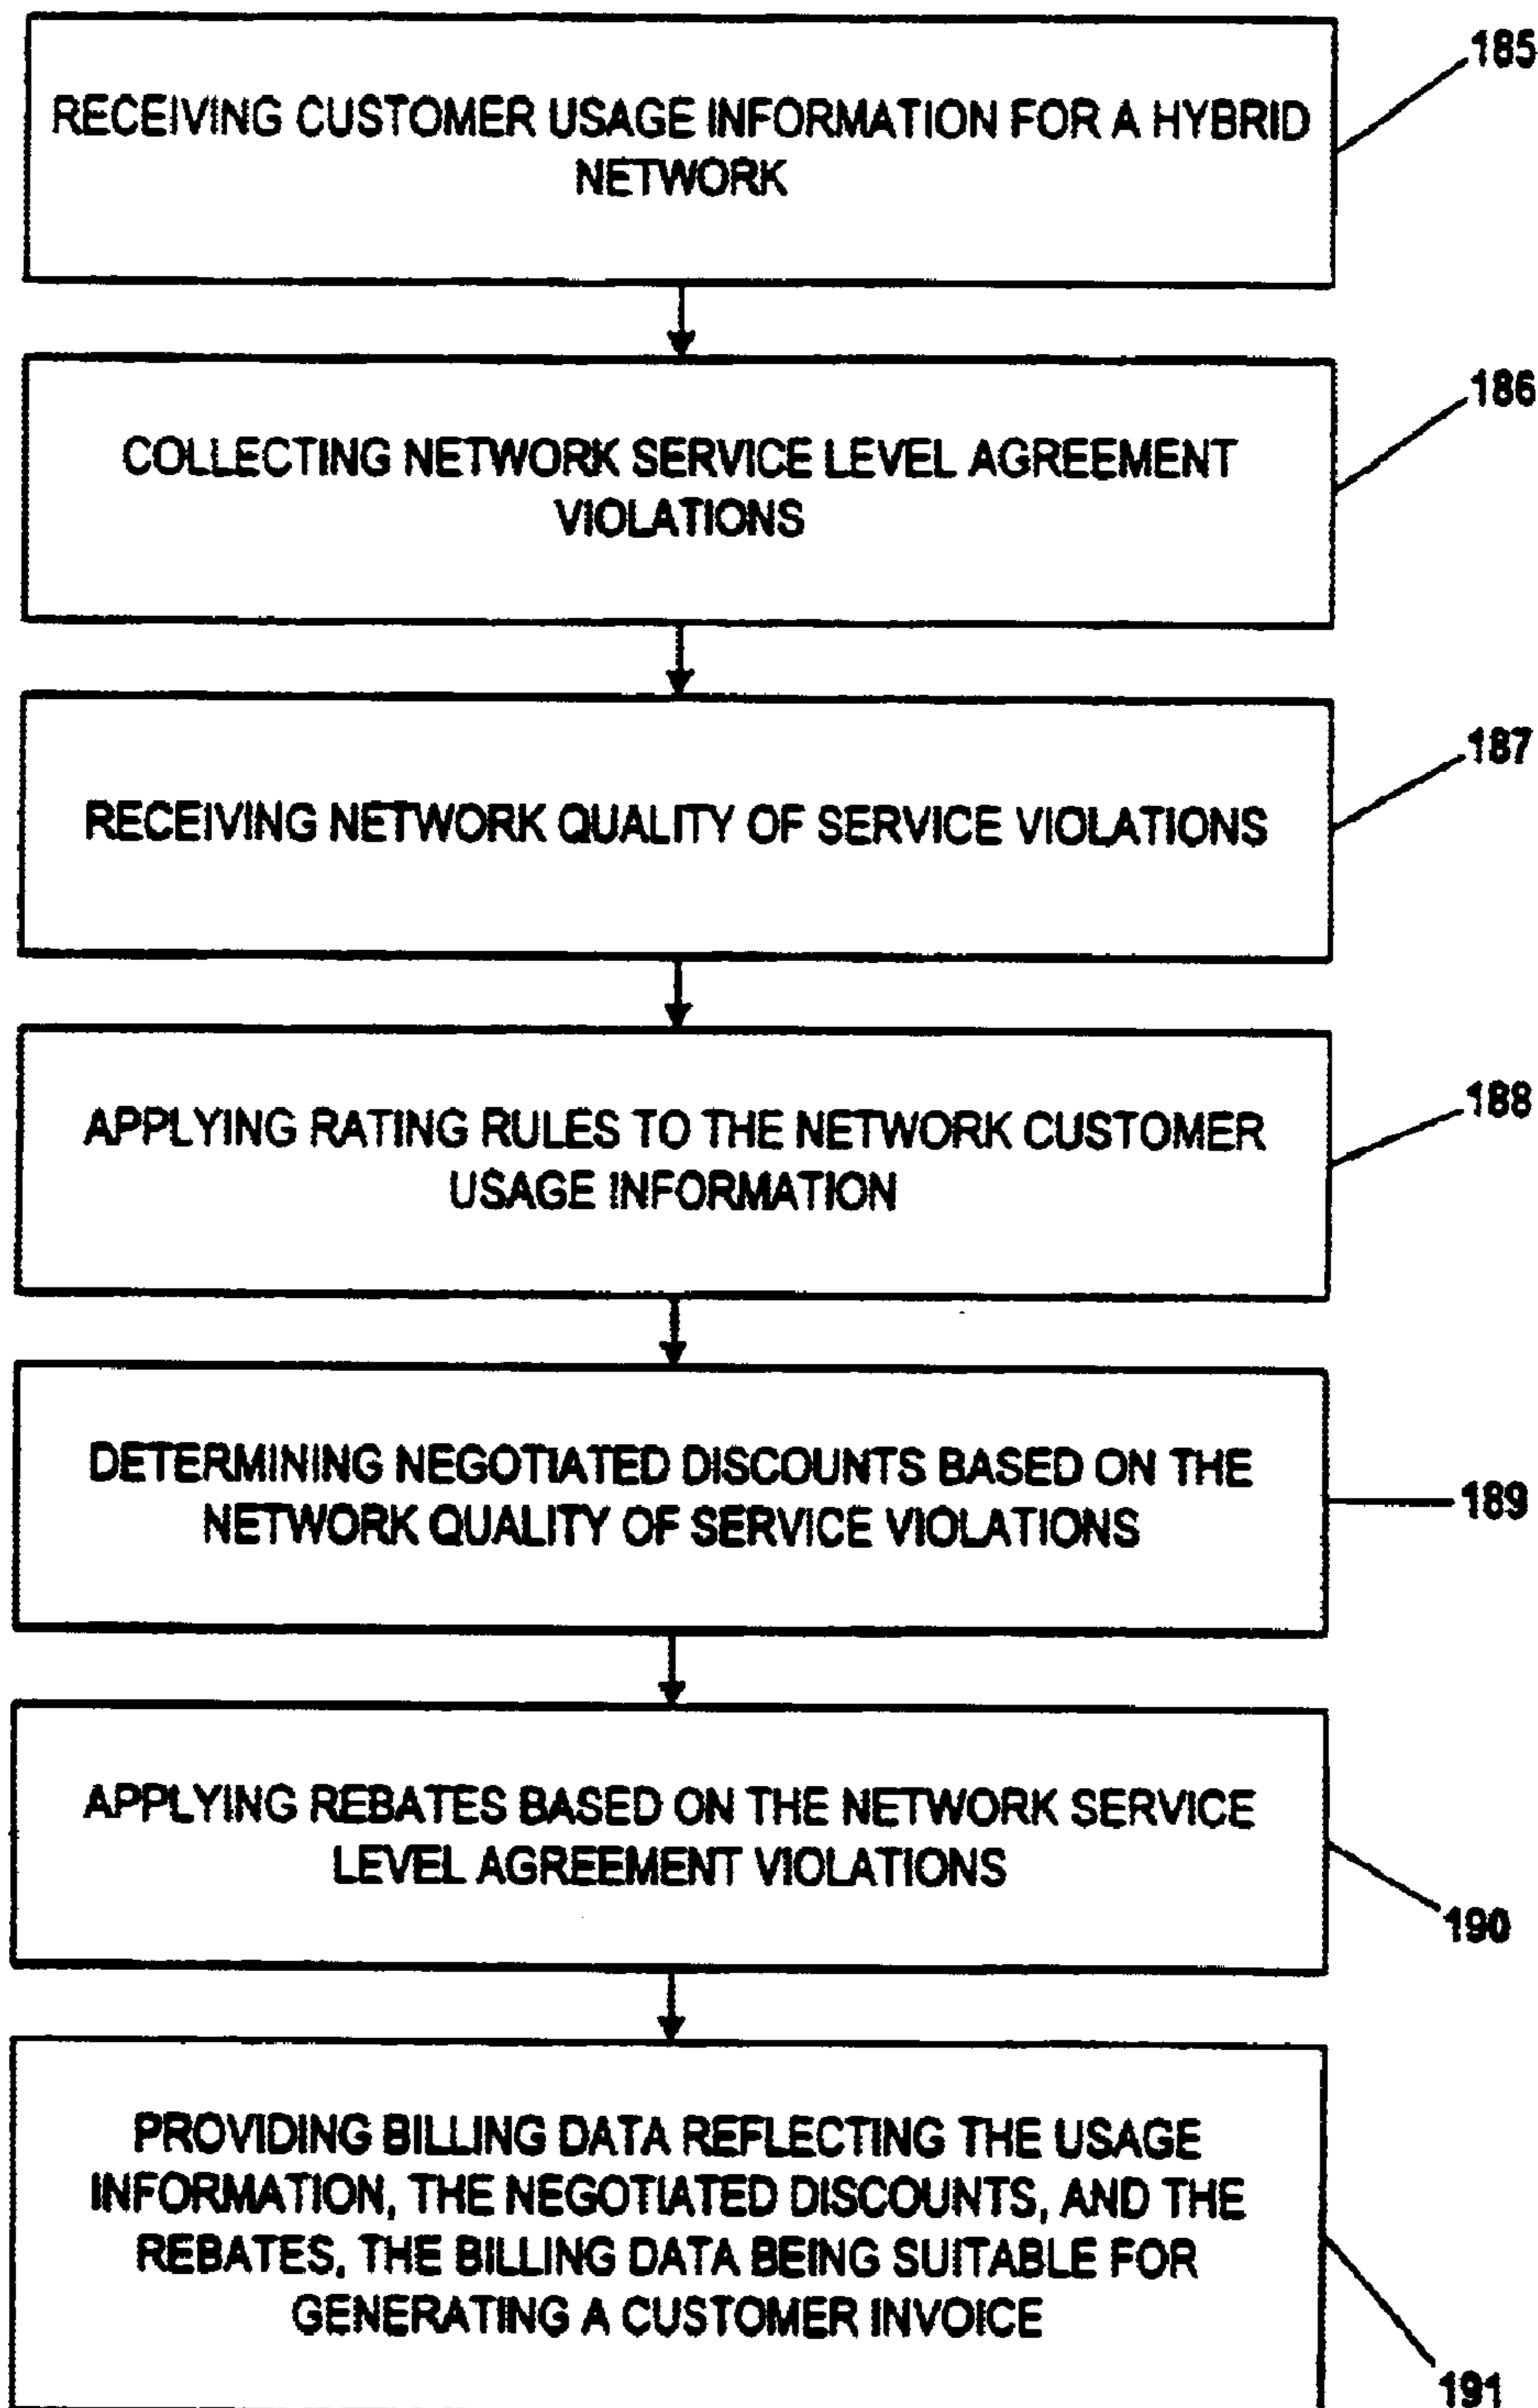 185
RECEIVING CUSTOMER USAGE INFORMATION FOR A HYBRID
NETWORK
186
COLLECTING NETWORK SERVICE LEVEL AGREEMENT
VIOLATIONS
187
RECEIVING NETWORK QUALITY OF SERVICE VIOLATIONS
188
APPLYING RATING RULES TO THE NETWORK CUSTOMER
USAGE INFORMATION
DETERMINING NEGOTIATED DISCOUNTS BASED ON THE
189
NETWORK QUALITY OF SERVICE VIOLATIONS
APPLYING REBATES BASED ON THE NETWORK SERVICE
LEVEL AGREEMENT VIOLATIONS
190
PROVIDING BILLING DATA REFLECTING THE USAGE
INFORMATION, THE NEGOTIATED DISCOUNTS, AND THE
REBATES, THE BILLING DATA BEING SUITABLE FOR
GENERATING A CUSTOMER INVOICE
191